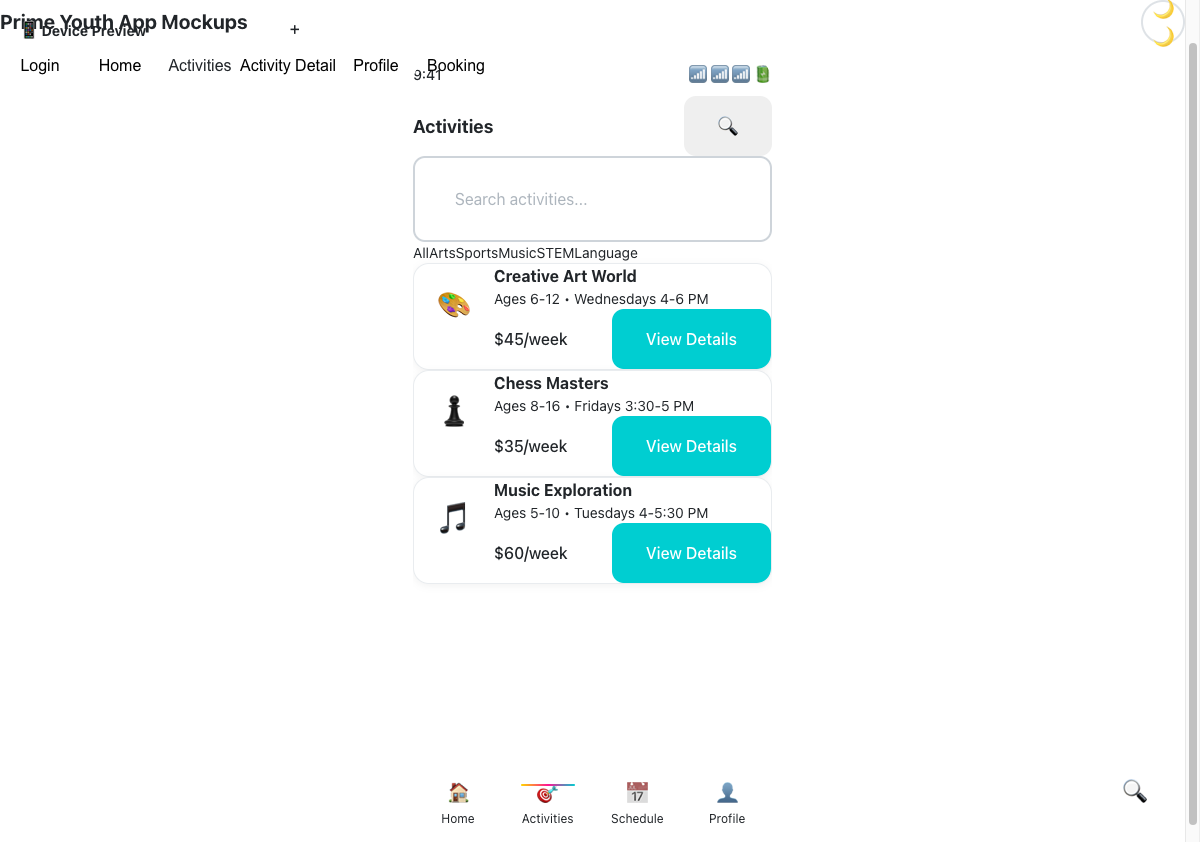 Prime Youth App Mockups
Device Preview
+
Login Home Activities Activity Detail Profile Booking
9:41
Activities
Search activities...
AllArtsSportsMusicSTEMLanguage
Creative Art World
Ages 6-12 • Wednesdays 4-6 PM
$45/week View Details
Chess Masters
Ages 8-16 • Fridays 3:30-5 PM
$35/week View Details
Music Exploration
Ages 5-10 • Tuesdays 4-5:30 PM
$60/week View Details
17
Home Activities Schedule Profile